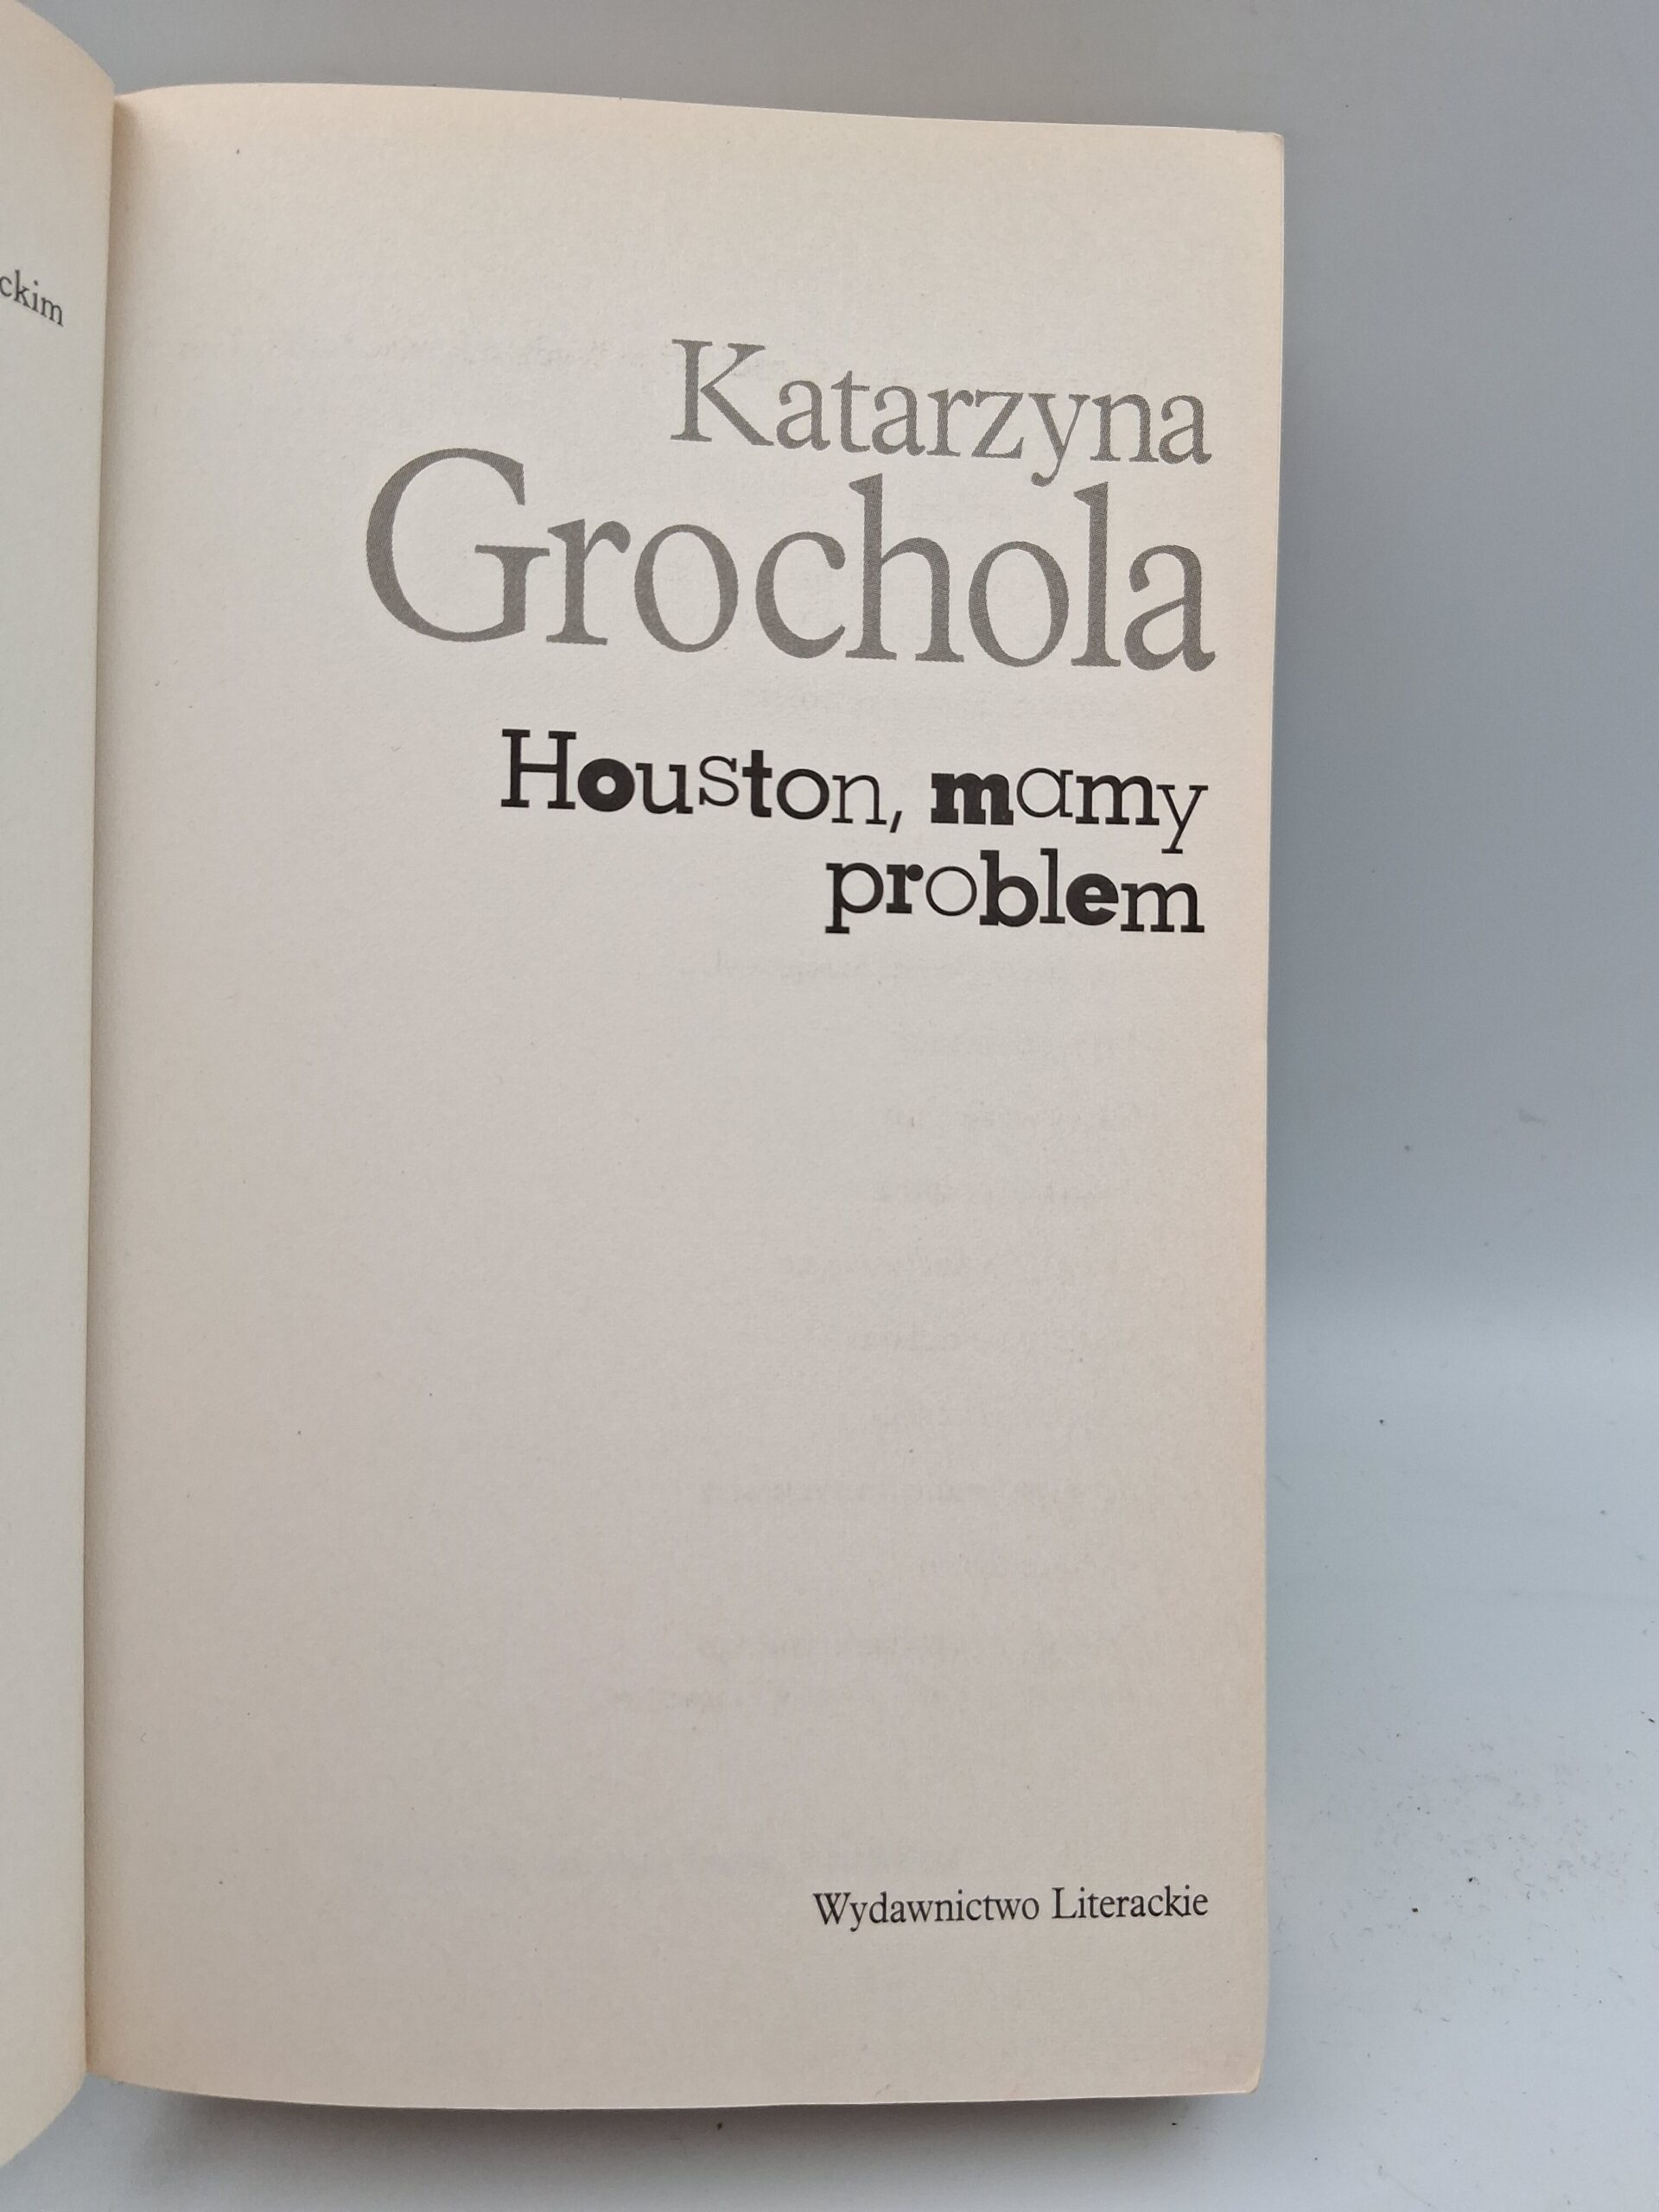 ckim
Katarzyna
Grochola
Houston, mamy
problem
Wydawnictwo Literackie